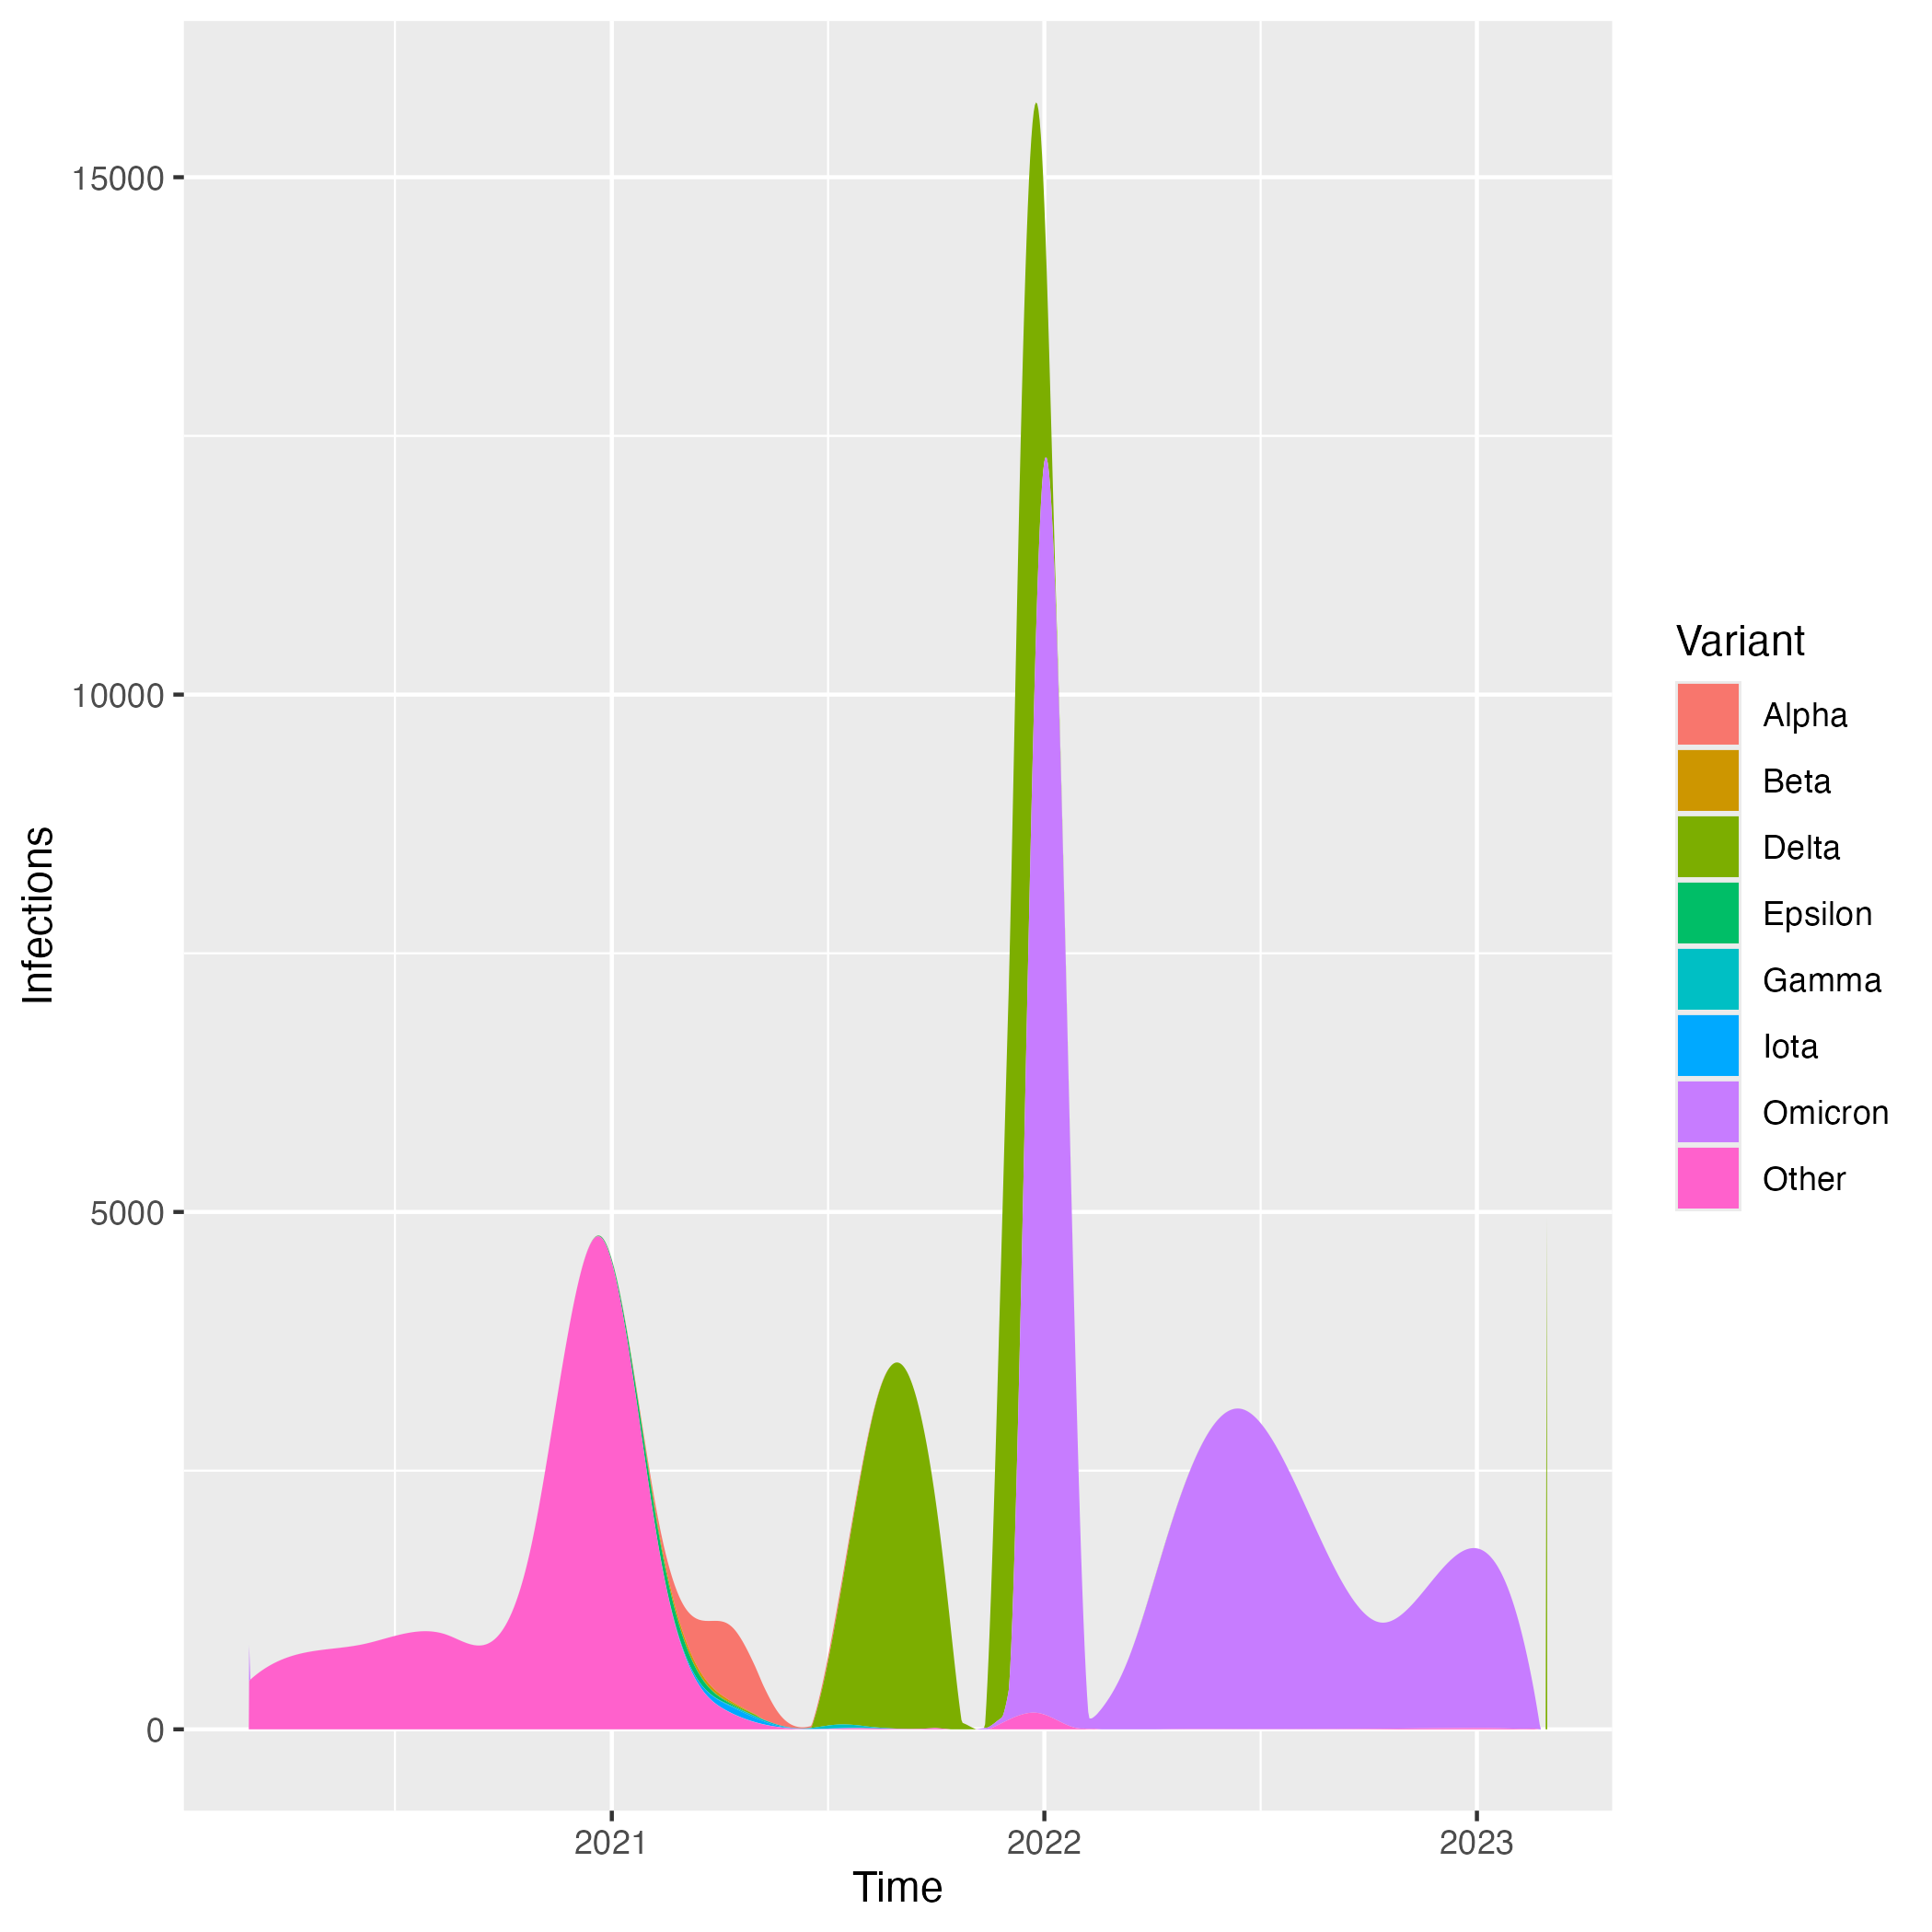 Infections
15000
10000
5000
0
2021
2022
2023
Time
Variant
Alpha
Beta
Delta
Epsilon
Gamma
Iota
Omicron
Other